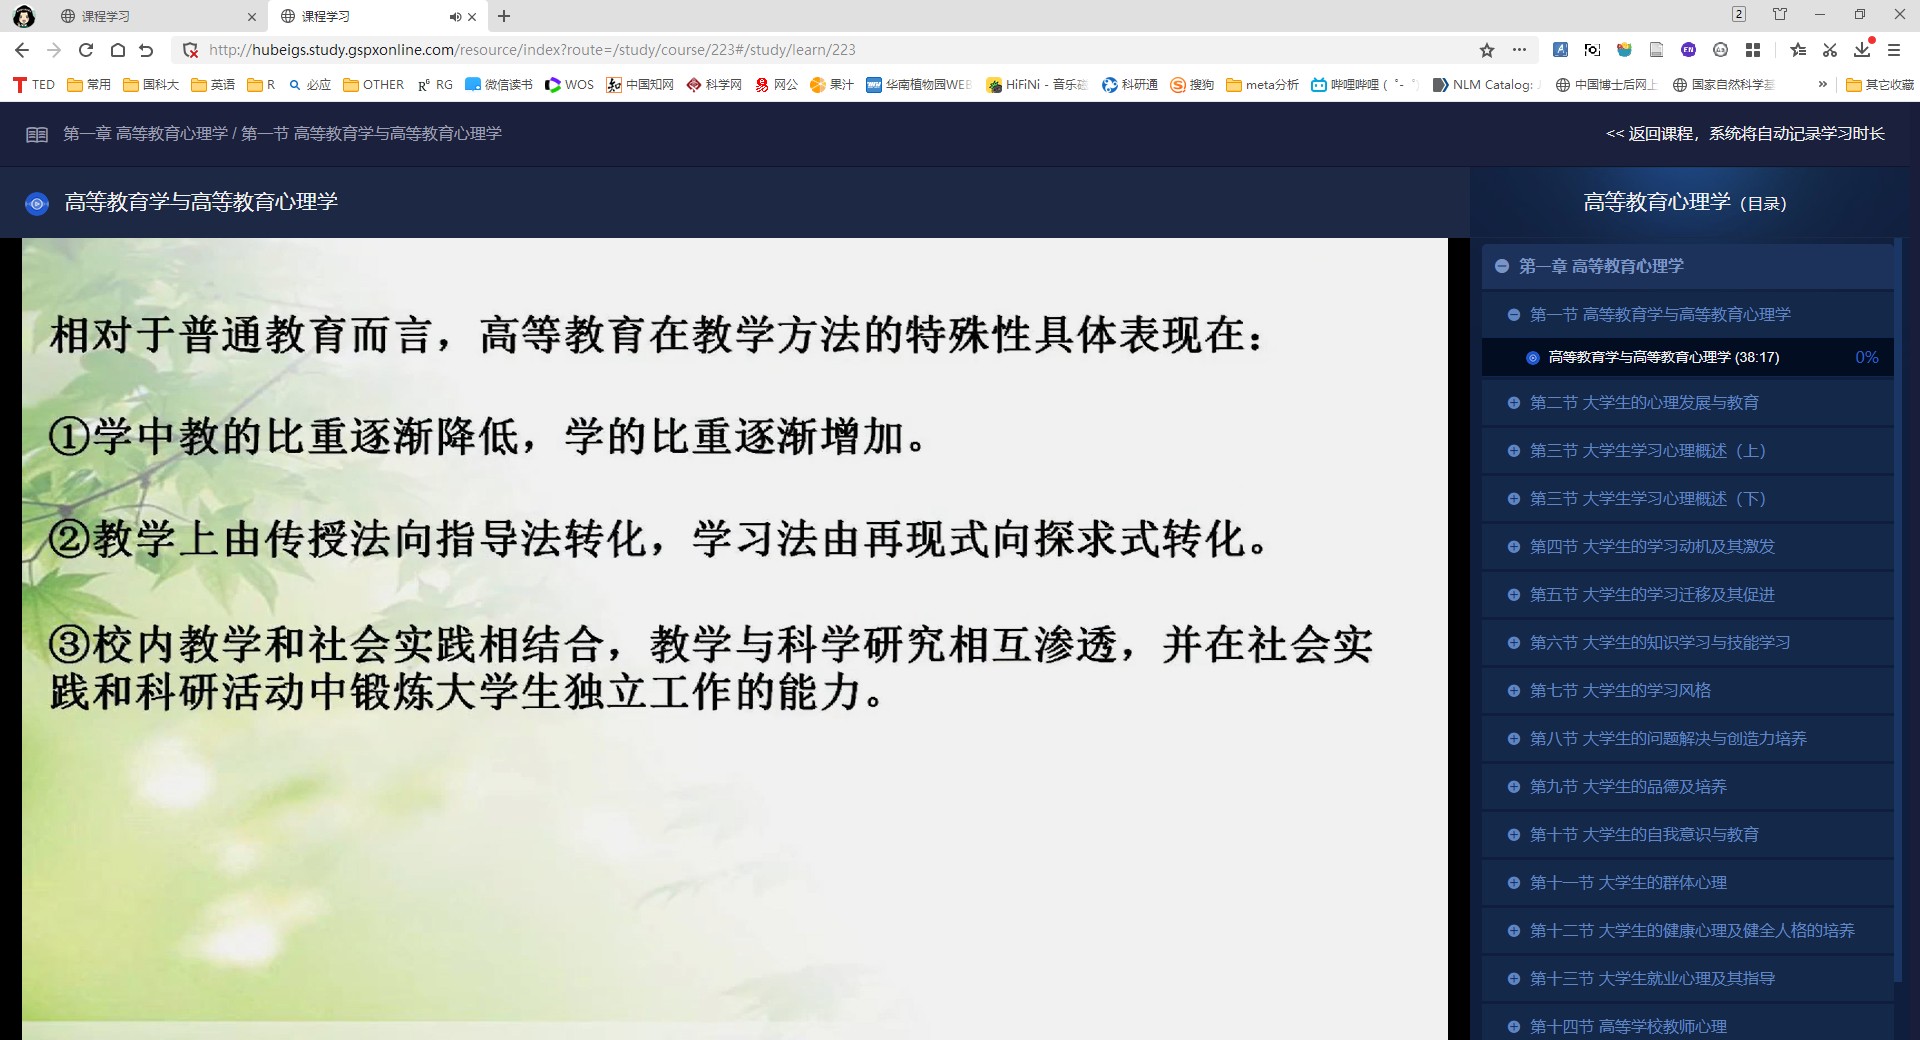 课程学习
课程学习
2
http://hubeigs.study.gspxonline.com/resource/index?route=/study/course/223#/study/learn/223
TED 常用 国科大 英语 R 必应 OTHER RG 微信读书 WOS 中国知网 科学网 网公 果汁 华南植物园WEB HiFiNi - 音乐磁 科研通 搜狗 meta分析 哔哩哔哩 ( ゜- ゜) NLM Catalog: 中国博士后网上 国家自然科学基 » 其它收藏
第一章 高等教育心理学 / 第一节 高等教育学与高等教育心理学
<< 返回课程，系统将自动记录学习时长
高等教育学与高等教育心理学
相对于普通教育而言，高等教育在教学方法的特殊性具体表现在：
①学中教的比重逐渐降低，学的比重逐渐增加。
②教学上由传授法向指导法转化，学习法由再现式向探求式转化。
③校内教学和社会实践相结合，教学与科学研究相互渗透，并在社会实
践和科研活动中锻炼大学生独立工作的能力。
高等教育心理学（目录）
第一章 高等教育心理学
第一节 高等教育学与高等教育心理学
高等教育学与高等教育心理学 (38:17) 0%
第二节 大学生的心理发展与教育
第三节 大学生学习心理概述（上）
第三节 大学生学习心理概述（下）
第四节 大学生的学习动机及其激发
第五节 大学生的学习迁移及其促进
第六节 大学生的知识学习与技能学习
第七节 大学生的学习风格
第八节 大学生的问题解决与创造力培养
第九节 大学生的品德及培养
第十节 大学生的自我意识与教育
第十一节 大学生的群体心理
第十二节 大学生的健康心理及健全人格的培养
第十三节 大学生就业心理及其指导
第十四节 高等学校教师心理